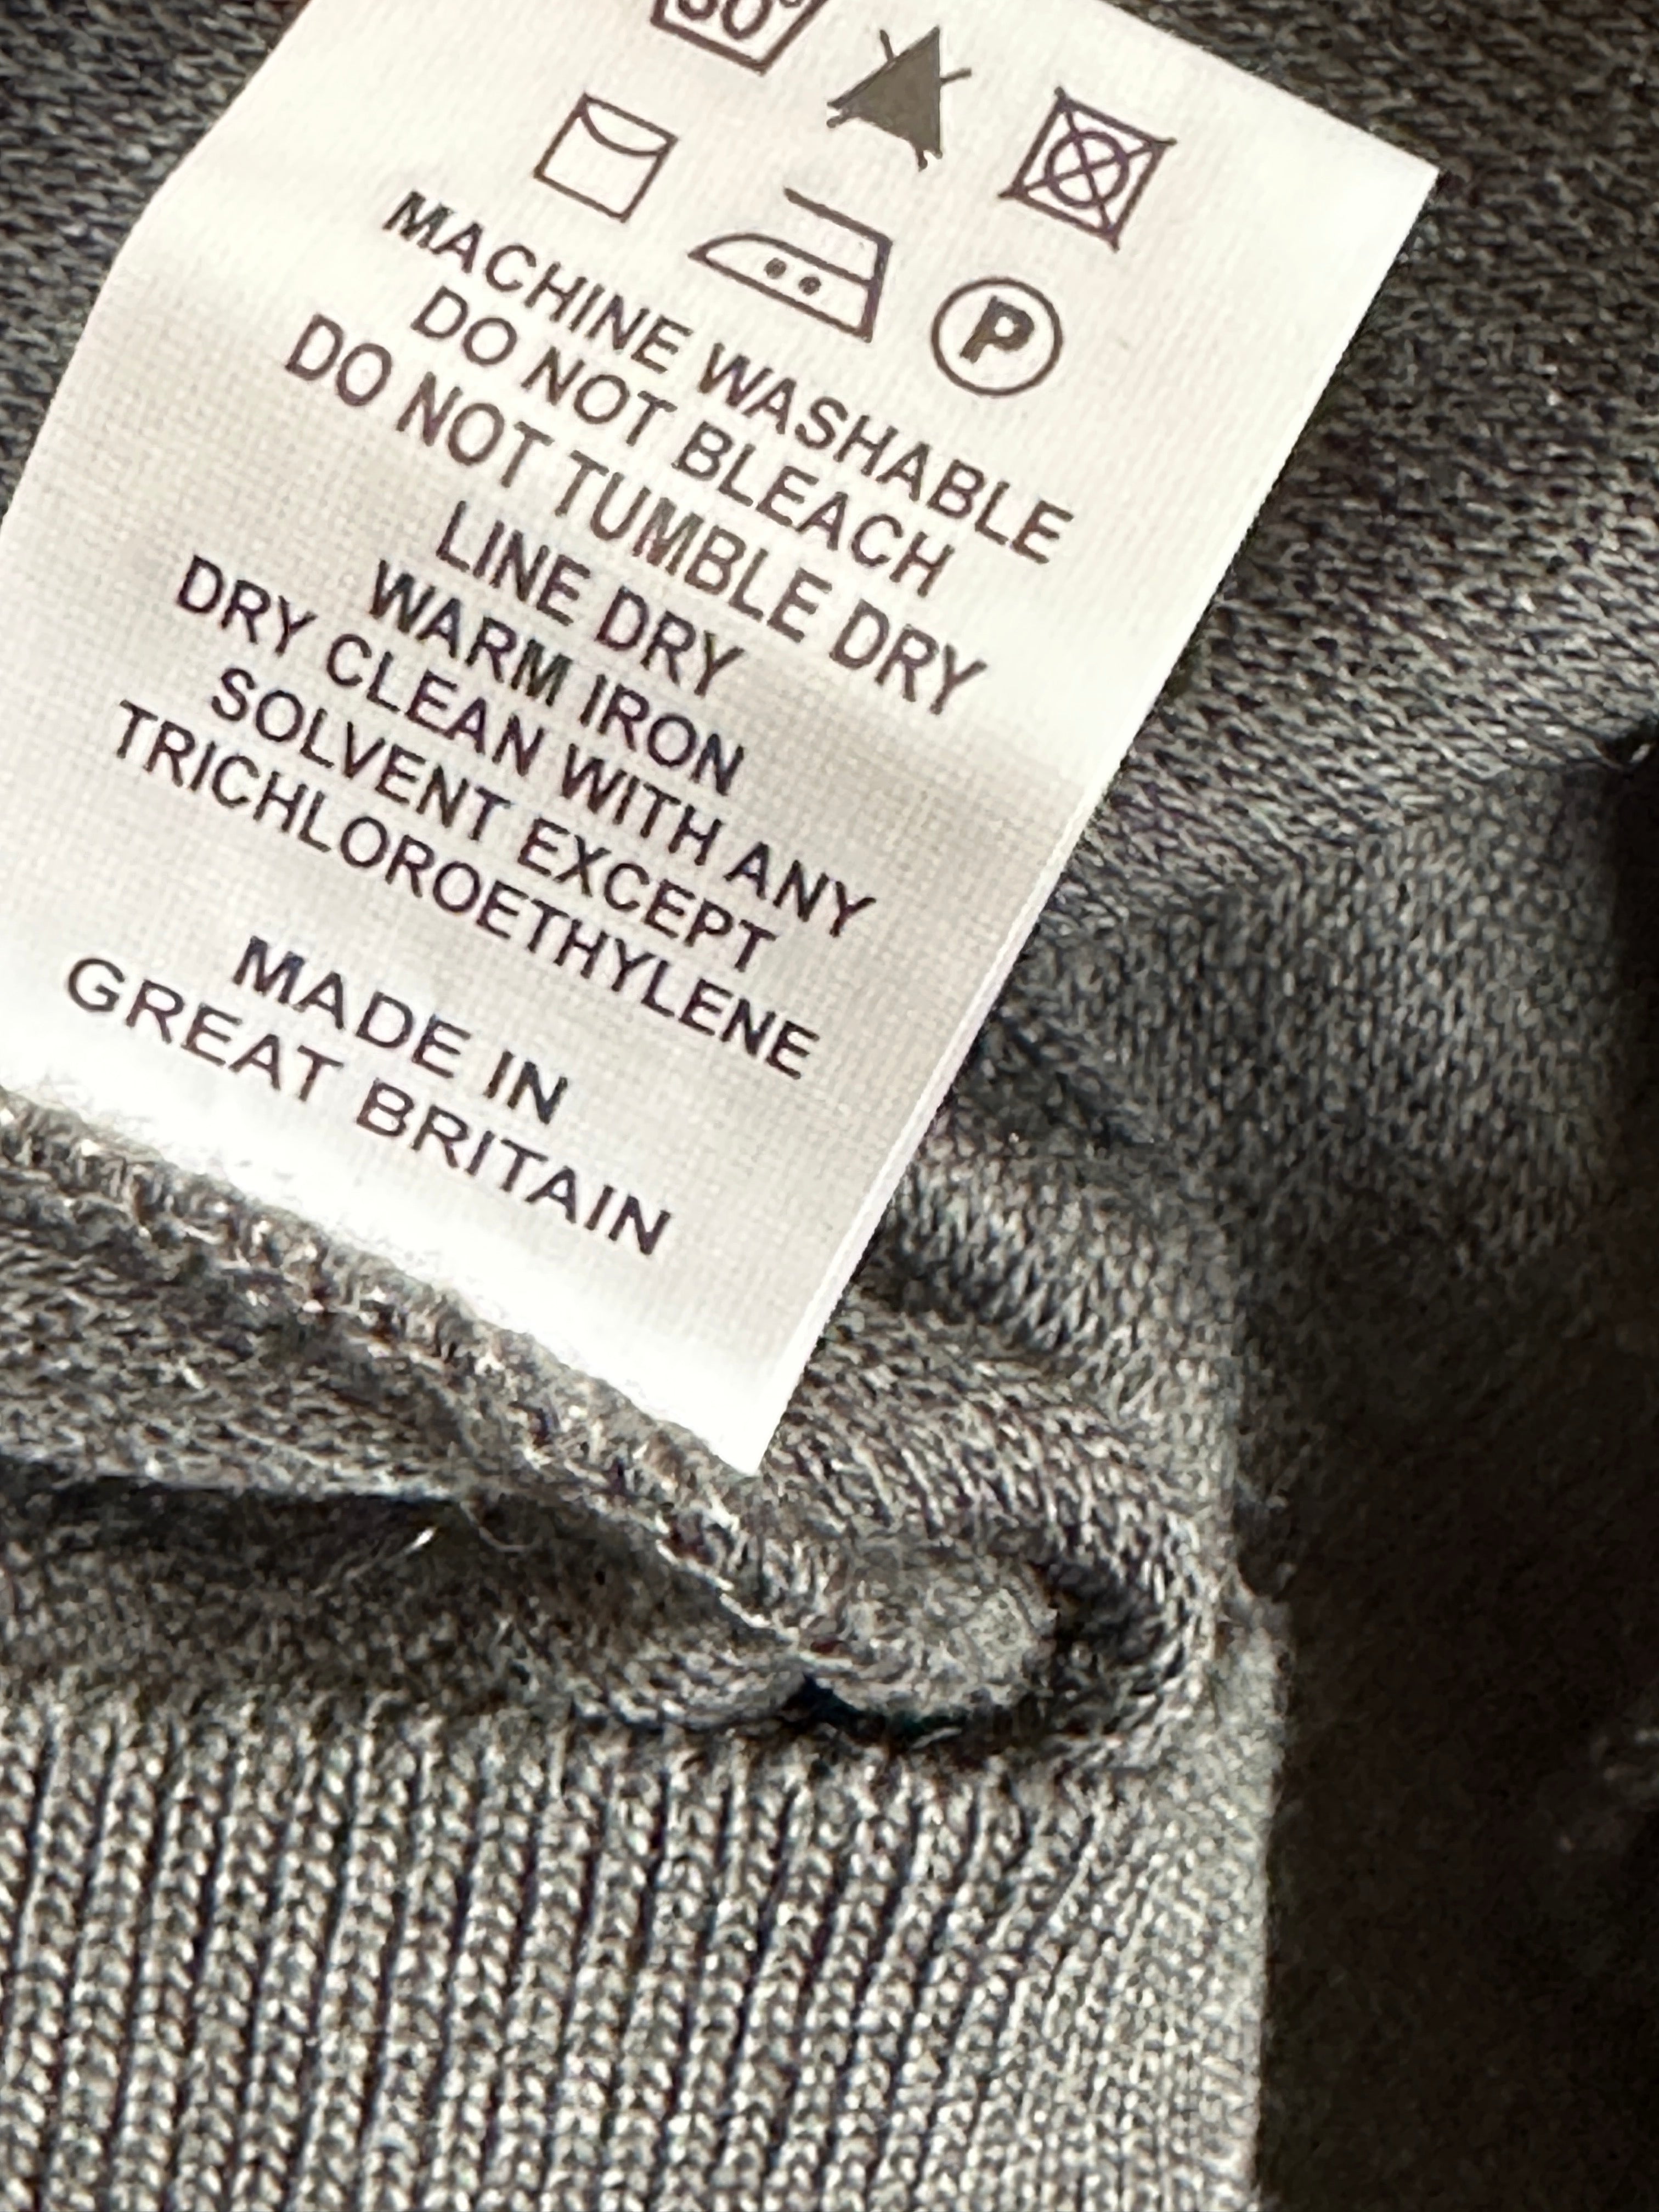 30°
P
MACHINE WASHABLE
DO NOT BLEACH
DO NOT TUMBLE DRY
LINE DRY
WARM IRON
DRY CLEAN WITH ANY
SOLVENT EXCEPT
TRICHLOROETHYLENE
MADE IN
GREAT BRITAIN